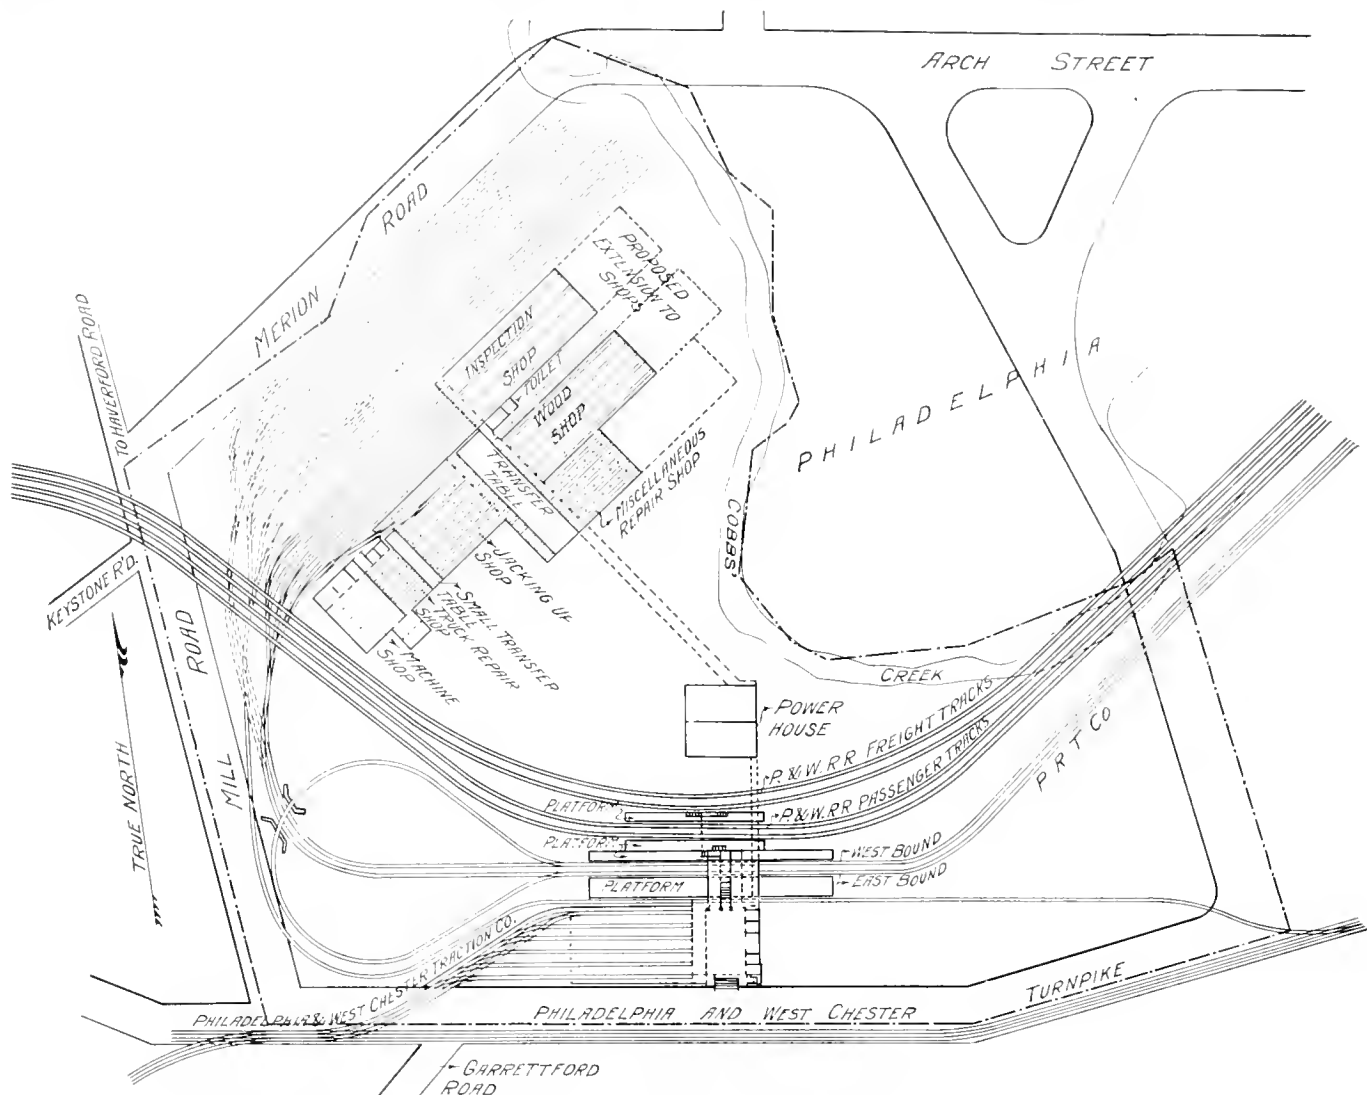 ARCH STREET
MERION ROAD
TO HAVERFORD ROAD
PROPOSED
EXTENSION TO
SHOPS
INSPECTION
SHOP
TOILET
WOOD
SHOP
TRANSFER
TABLE
MISCELLANEOUS
REPAIR SHOP
JACKING UP
SHOP
SMALL TRANSFER
TABLE
TRUCK REPAIR
SHOP
MACHINE
SHOP
PHILADELPHIA
COBBS'
CREEK
KEYSTONE R'D.
MILL ROAD
TRUE NORTH
POWER
HOUSE
P. & W. RR FREIGHT TRACKS
P. & W. RR PASSENGER TRACKS
P R T CO
PLATFORM
2
PLATFORM
WEST BOUND
PLATFORM
EAST BOUND
PHILADELPHIA & WEST CHESTER TRACTION CO.
PHILADELPHIA AND WEST CHESTER TURNPIKE
GARRETTFORD
ROAD